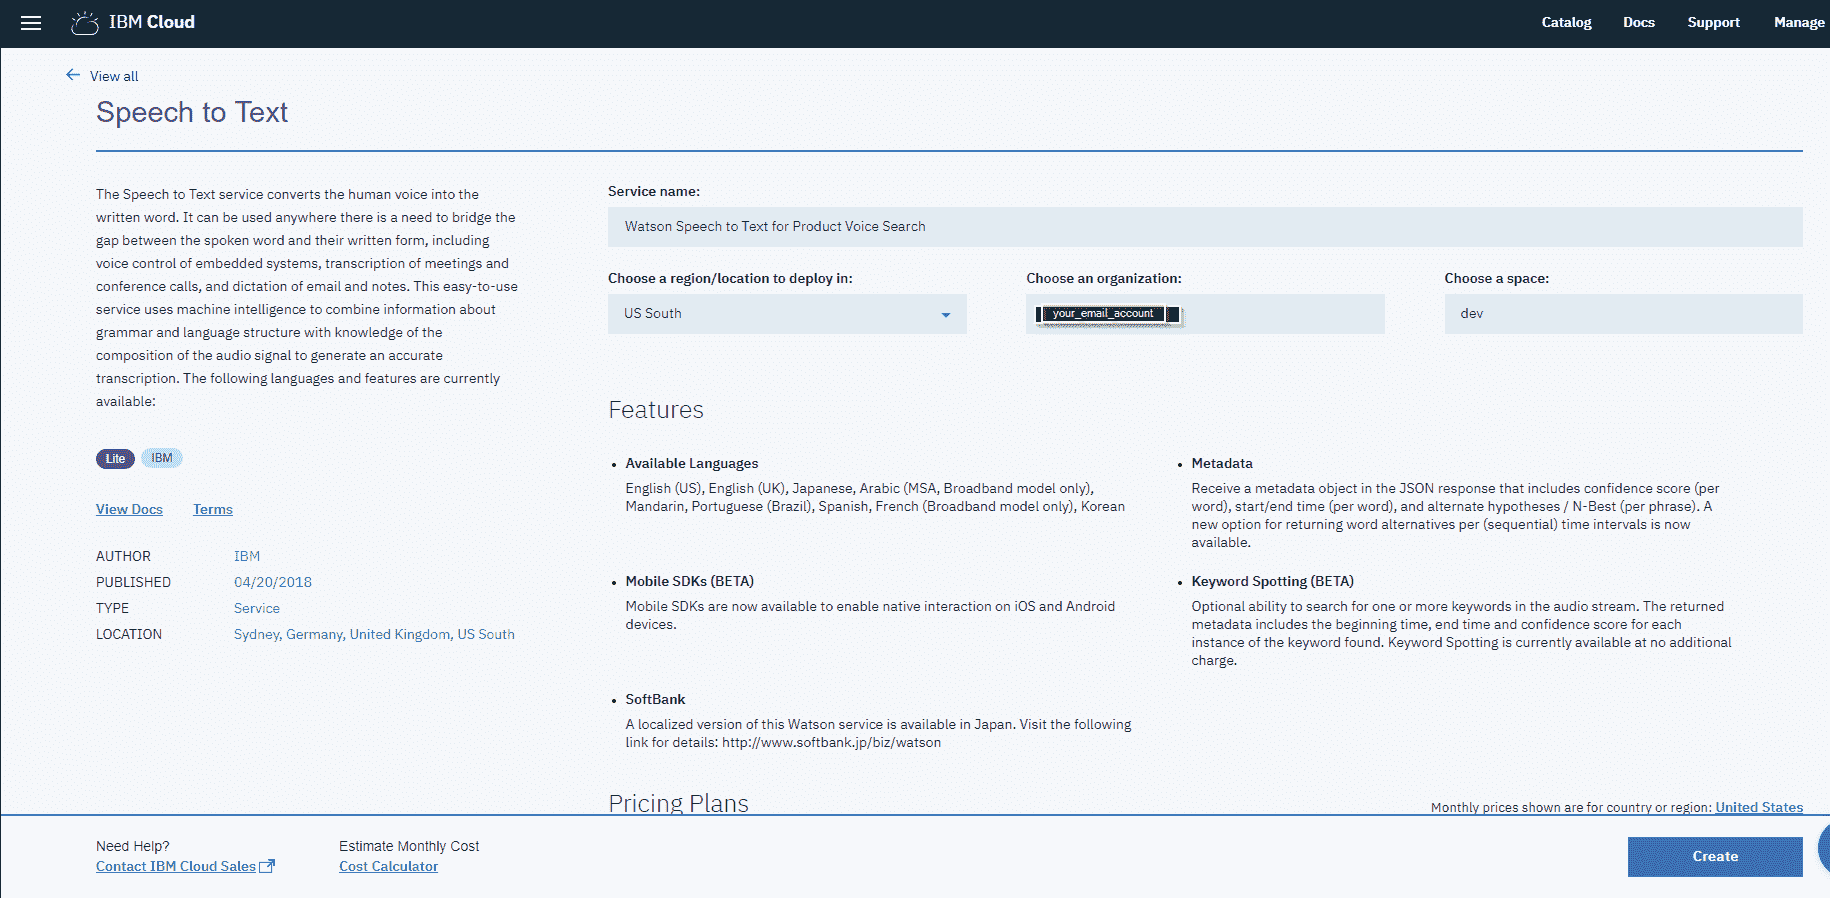 IBM Cloud
Catalog Docs Support Manage
View all
Speech to Text
The Speech to Text service converts the human voice into the
written word. It can be used anywhere there is a need to bridge the
gap between the spoken word and their written form, including
voice control of embedded systems, transcription of meetings and
conference calls, and dictation of email and notes. This easy-to-use
service uses machine intelligence to combine information about
grammar and language structure with knowledge of the
composition of the audio signal to generate an accurate
transcription. The following languages and features are currently
available:
Lite IBM
View Docs Terms
AUTHOR IBM
PUBLISHED 04/20/2018
TYPE Service
LOCATION Sydney, Germany, United Kingdom, US South
Service name:
Watson Speech to Text for Product Voice Search
Choose a region/location to deploy in: Choose an organization: Choose a space:
US South your_email_account dev
Features
Available Languages
English (US), English (UK), Japanese, Arabic (MSA, Broadband model only),
Mandarin, Portuguese (Brazil), Spanish, French (Broadband model only), Korean
Metadata
Receive a metadata object in the JSON response that includes confidence score (per
word), start/end time (per word), and alternate hypotheses / N-Best (per phrase). A
new option for returning word alternatives per (sequential) time intervals is now
available.
Mobile SDKs (BETA)
Mobile SDKs are now available to enable native interaction on iOS and Android
devices.
Keyword Spotting (BETA)
Optional ability to search for one or more keywords in the audio stream. The returned
metadata includes the beginning time, end time and confidence score for each
instance of the keyword found. Keyword Spotting is currently available at no additional
charge.
SoftBank
A localized version of this Watson service is available in Japan. Visit the following
link for details: http://www.softbank.jp/biz/watson
Pricing Plans
Monthly prices shown are for country or region: United States
Need Help?
Contact IBM Cloud Sales
Estimate Monthly Cost
Cost Calculator
Create